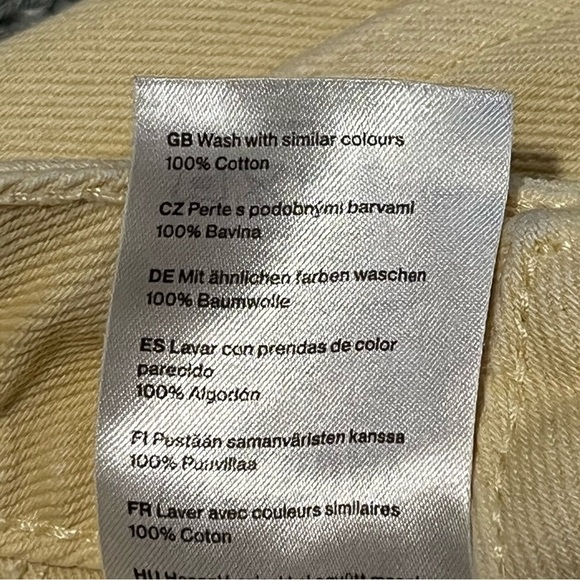 GB Wash with similar colours
100% Cotton
CZ Perte s podobnými barvami
100% Bavlna
DE Mit ähnlichen farben waschen
100% Baumwolle
ES Lavar con prendas de color
parecido
100% Algodón
FI Pestään samanväristen kanssa
100% Puuvillaa
FR Laver avec couleurs similaires
100% Coton
HU